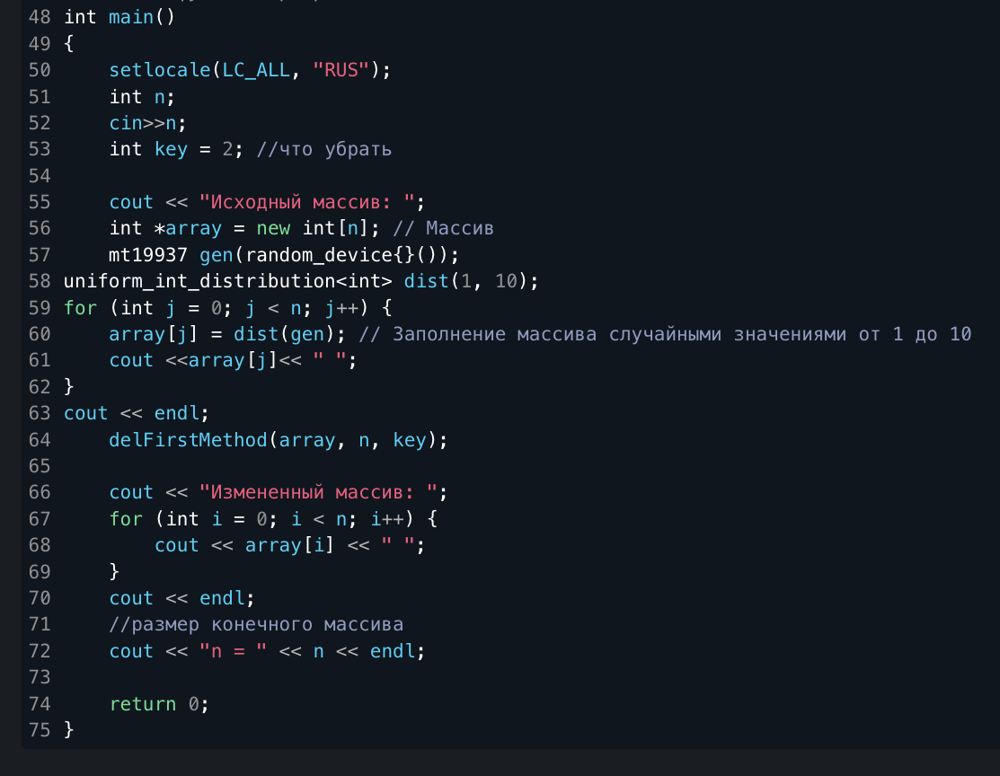 48 int main()
49 {
50     setlocale(LC_ALL, "RUS");
51     int n;
52     cin>>n;
53     int key = 2; //что убрать
54
55     cout << "Исходный массив: ";
56     int *array = new int[n]; // Массив
57     mt19937 gen(random_device{}());
58 uniform_int_distribution<int> dist(1, 10);
59 for (int j = 0; j < n; j++) {
60     array[j] = dist(gen); // Заполнение массива случайными значениями от 1 до 10
61     cout <<array[j]<< " ";
62 }
63 cout << endl;
64     delFirstMethod(array, n, key);
65
66     cout << "Измененный массив: ";
67     for (int i = 0; i < n; i++) {
68         cout << array[i] << " ";
69     }
70     cout << endl;
71     //размер конечного массива
72     cout << "n = " << n << endl;
73
74     return 0;
75 }